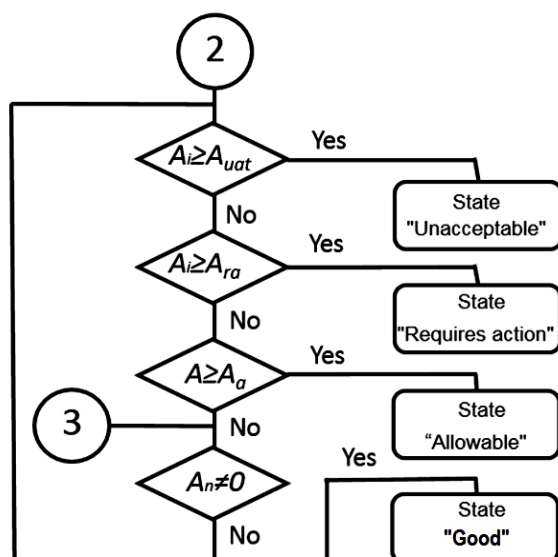 2
Yes
Ai≥Auat
State
"Unacceptable"
No
Yes
Ai≥Ara
State
"Requires action"
No
Yes
A≥Aa
State
“Allowable"
3
No
Yes
An≠0
State
"Good"
No